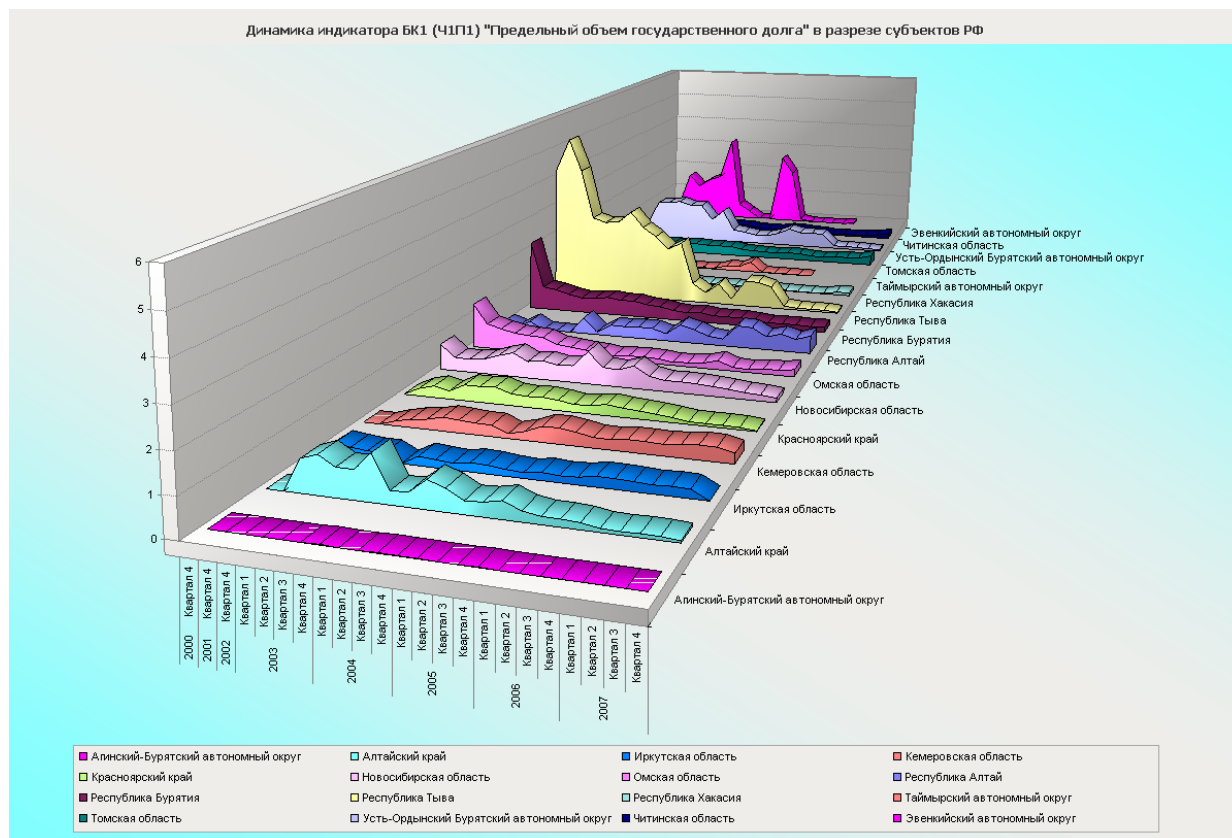 Динамика индикатора БК1 (Ч1П1) "Предельный объем государственного долга" в разрезе субъектов РФ
6
5
4
3
2
1
0
Эвенкийский автономный округ
Читинская область
Усть-Ордынский Бурятский автономный округ
Томская область
Таймырский автономный округ
Республика Хакасия
Республика Тыва
Республика Бурятия
Республика Алтай
Омская область
Новосибирская область
Красноярский край
Кемеровская область
Иркутская область
Алтайский край
Агинский-Бурятский автономный округ
Квартал 4 Квартал 4 Квартал 4 Квартал 1 Квартал 2 Квартал 3 Квартал 4 Квартал 1 Квартал 2 Квартал 3 Квартал 4 Квартал 1 Квартал 2 Квартал 3 Квартал 4 Квартал 1 Квартал 2 Квартал 3 Квартал 4 Квартал 1 Квартал 2 Квартал 3 Квартал 4
2000 2001 2002 2003 2004 2005 2006 2007
Агинский-Бурятский автономный округ Алтайский край Иркутская область Кемеровская область
Красноярский край Новосибирская область Омская область Республика Алтай
Республика Бурятия Республика Тыва Республика Хакасия Таймырский автономный округ
Томская область Усть-Ордынский Бурятский автономный округ Читинская область Эвенкийский автономный округ